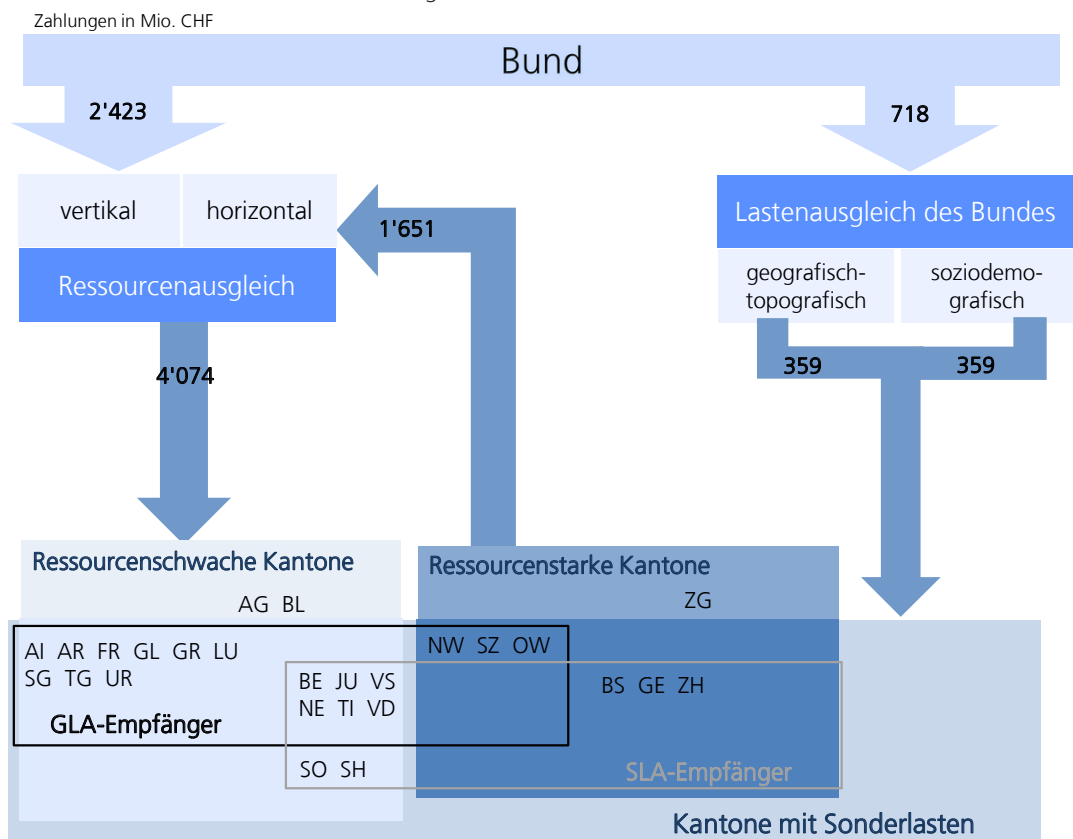 Zahlungen in Mio. CHF
Bund
2'423
718
vertikal
horizontal
1'651
Lastenausgleich des Bundes
Ressourcenausgleich
geografisch-
topografisch
soziodemo-
grafisch
4'074
359
359
Ressourcenschwache Kantone
Ressourcenstarke Kantone
AG BL
ZG
AI AR FR GL GR LU
SG TG UR
GLA-Empfänger
NW SZ OW
BE JU VS
NE TI VD
BS GE ZH
SO SH
SLA-Empfänger
Kantone mit Sonderlasten